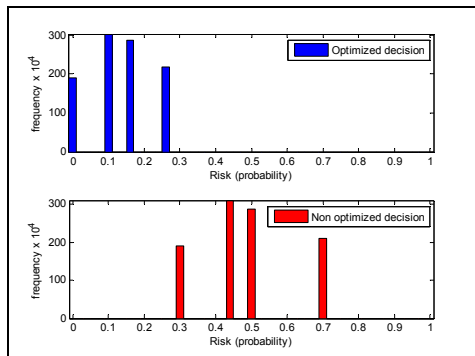 300
200
100
0
frequency x 10⁴
Optimized decision
0 0.1 0.2 0.3 0.4 0.5 0.6 0.7 0.8 0.9 1
Risk (probability)
300
200
100
0
frequency x 10⁴
Non optimized decision
0 0.1 0.2 0.3 0.4 0.5 0.6 0.7 0.8 0.9 1
Risk (probability)